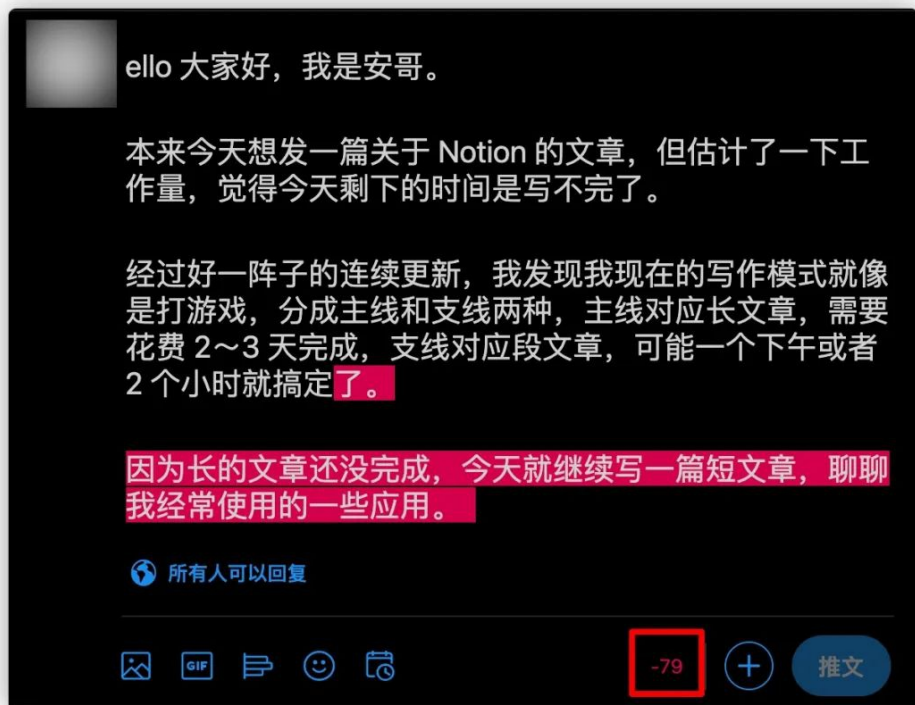 ello 大家好，我是安哥。
本来今天想发一篇关于 Notion 的文章，但估计了一下工
作量，觉得今天剩下的时间是写不完了。
经过好一阵子的连续更新，我发现我现在的写作模式就像
是打游戏，分成主线和支线两种，主线对应长文章，需要
花费 2～3 天完成，支线对应段文章，可能一个下午或者
2 个小时就搞定了。
因为长的文章还没完成，今天就继续写一篇短文章，聊聊
我经常使用的一些应用。
所有人可以回复
GIF
-79
推文